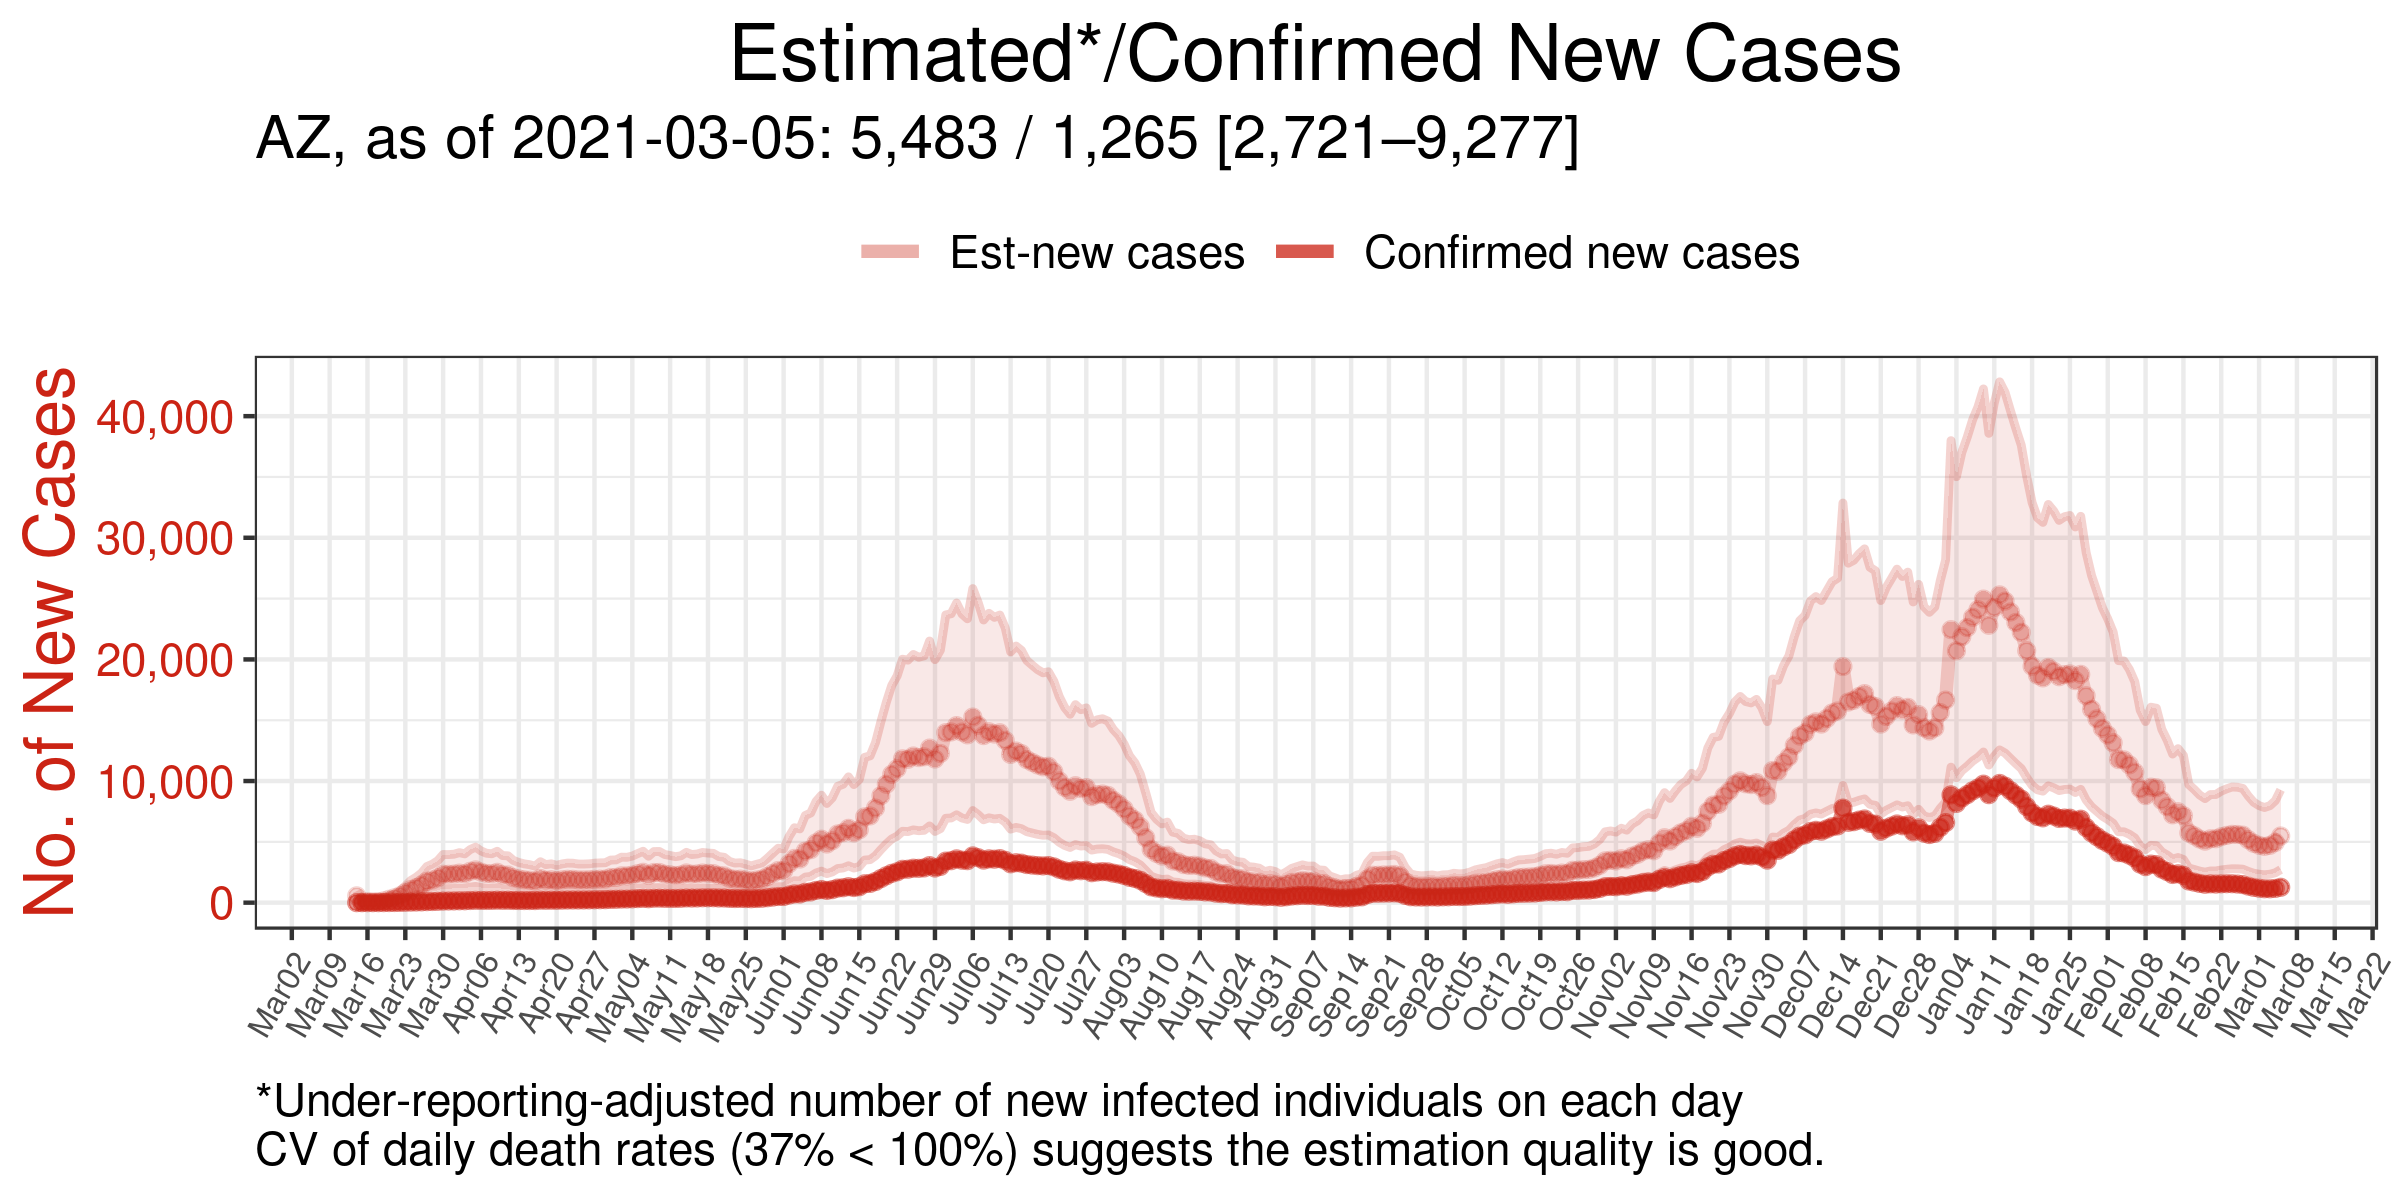 Estimated*/Confirmed New Cases
AZ, as of 2021-03-05: 5,483 / 1,265 [2,721–9,277]
Est-new cases Confirmed new cases
No. of New Cases
40,000
30,000
20,000
10,000
0
Mar02 Mar09 Mar16 Mar23 Mar30 Apr06 Apr13 Apr20 Apr27 May04 May11 May18 May25 Jun01 Jun08 Jun15 Jun22 Jun29 Jul06 Jul13 Jul20 Jul27 Aug03 Aug10 Aug17 Aug24 Aug31 Sep07 Sep14 Sep21 Sep28 Oct05 Oct12 Oct19 Oct26 Nov02 Nov09 Nov16 Nov23 Nov30 Dec07 Dec14 Dec21 Dec28 Jan04 Jan11 Jan18 Jan25 Feb01 Feb08 Feb15 Feb22 Mar01 Mar08 Mar15 Mar22
*Under-reporting-adjusted number of new infected individuals on each day
CV of daily death rates (37% < 100%) suggests the estimation quality is good.